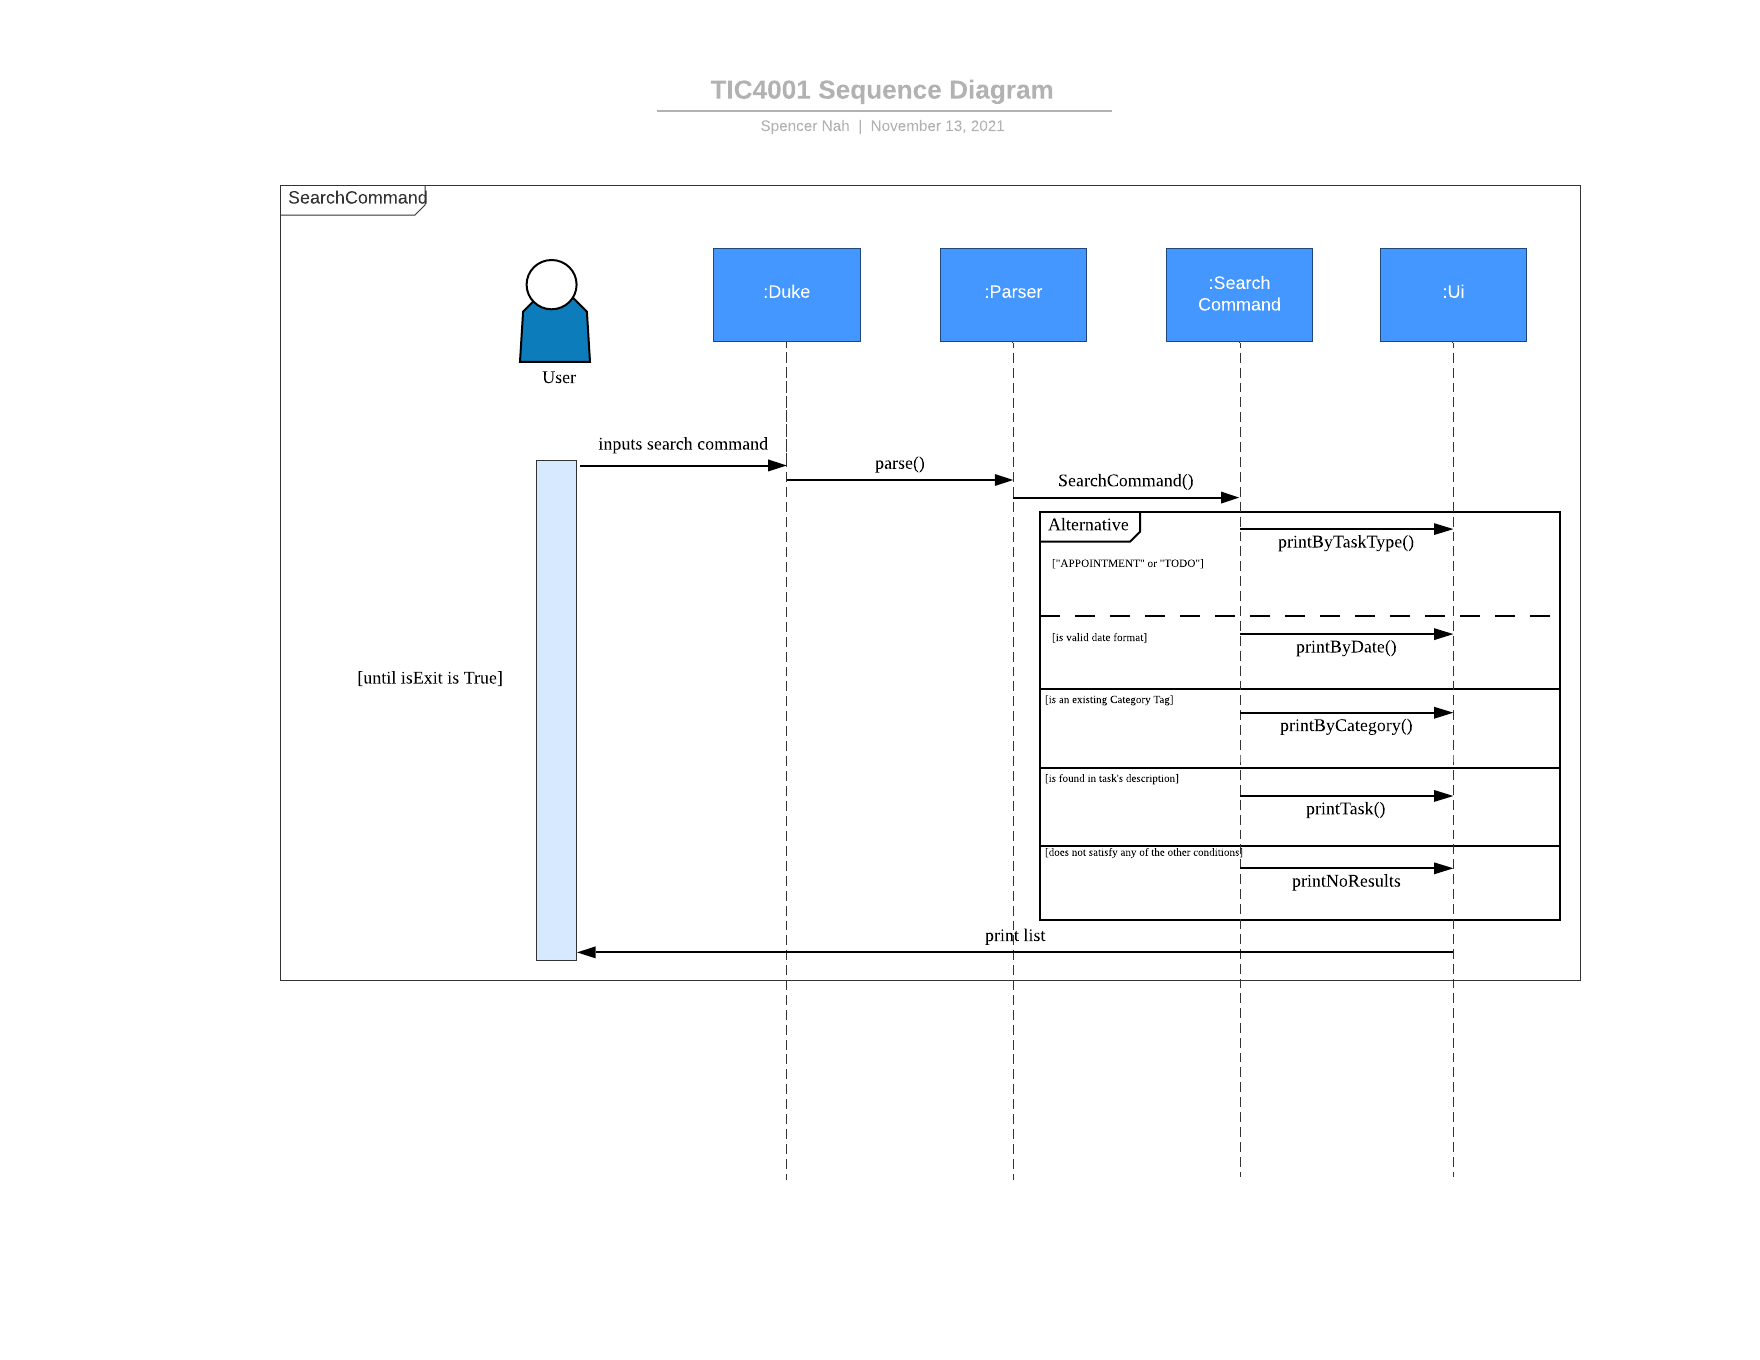 TIC4001 Sequence Diagram
Spencer Nah | November 13, 2021
SearchCommand
:Duke
:Parser
:Search
Command
:Ui
User
inputs search command
parse()
SearchCommand()
Alternative
printByTaskType()
["APPOINTMENT" or "TODO"]
[is valid date format]
printByDate()
[until isExit is True]
[is an existing Category Tag]
printByCategory()
[is found in task's description]
printTask()
[does not satisfy any of the other conditions]
printNoResults
print list